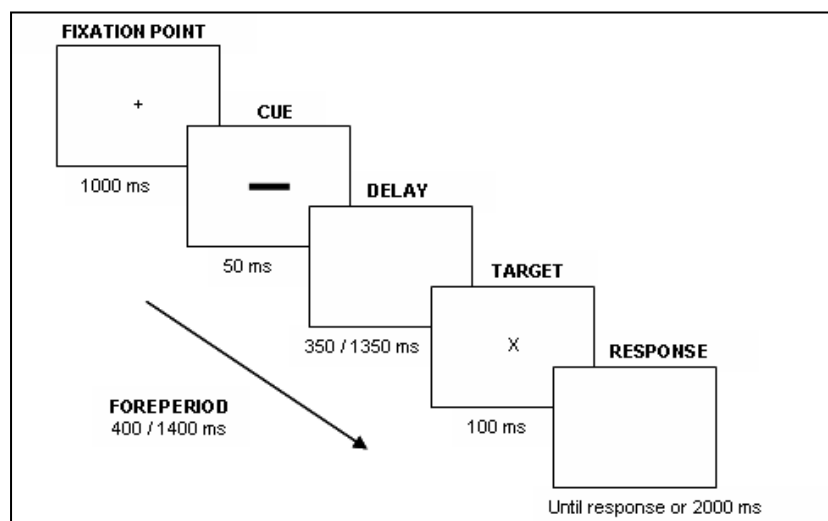 FIXATION POINT
+
1000 ms
CUE
50 ms
DELAY
350 / 1350 ms
TARGET
X
100 ms
RESPONSE
Until response or 2000 ms
FOREPERIOD
400 / 1400 ms